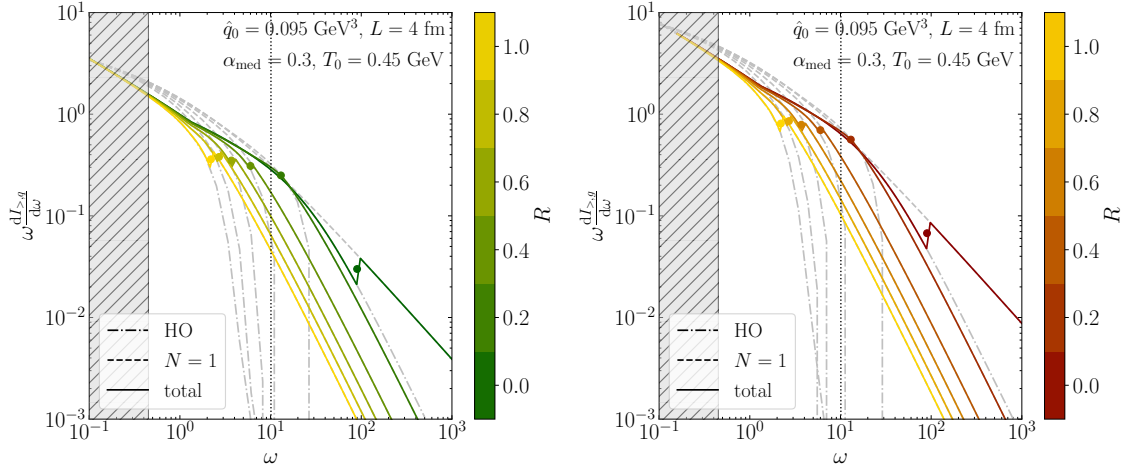 q̂₀ = 0.095 GeV³, L = 4 fm
α_med = 0.3, T₀ = 0.45 GeV
10¹
10⁰
10⁻¹
10⁻²
10⁻³
ω dI_{>,q}/dω
HO
N = 1
total
10⁻¹ 10⁰ 10¹ 10² 10³
ω
1.0
0.8
0.6
0.4
0.2
0.0
R
q̂₀ = 0.095 GeV³, L = 4 fm
α_med = 0.3, T₀ = 0.45 GeV
10¹
10⁰
10⁻¹
10⁻²
10⁻³
ω dI_{>,g}/dω
HO
N = 1
total
10⁻¹ 10⁰ 10¹ 10² 10³
ω
1.0
0.8
0.6
0.4
0.2
0.0
R